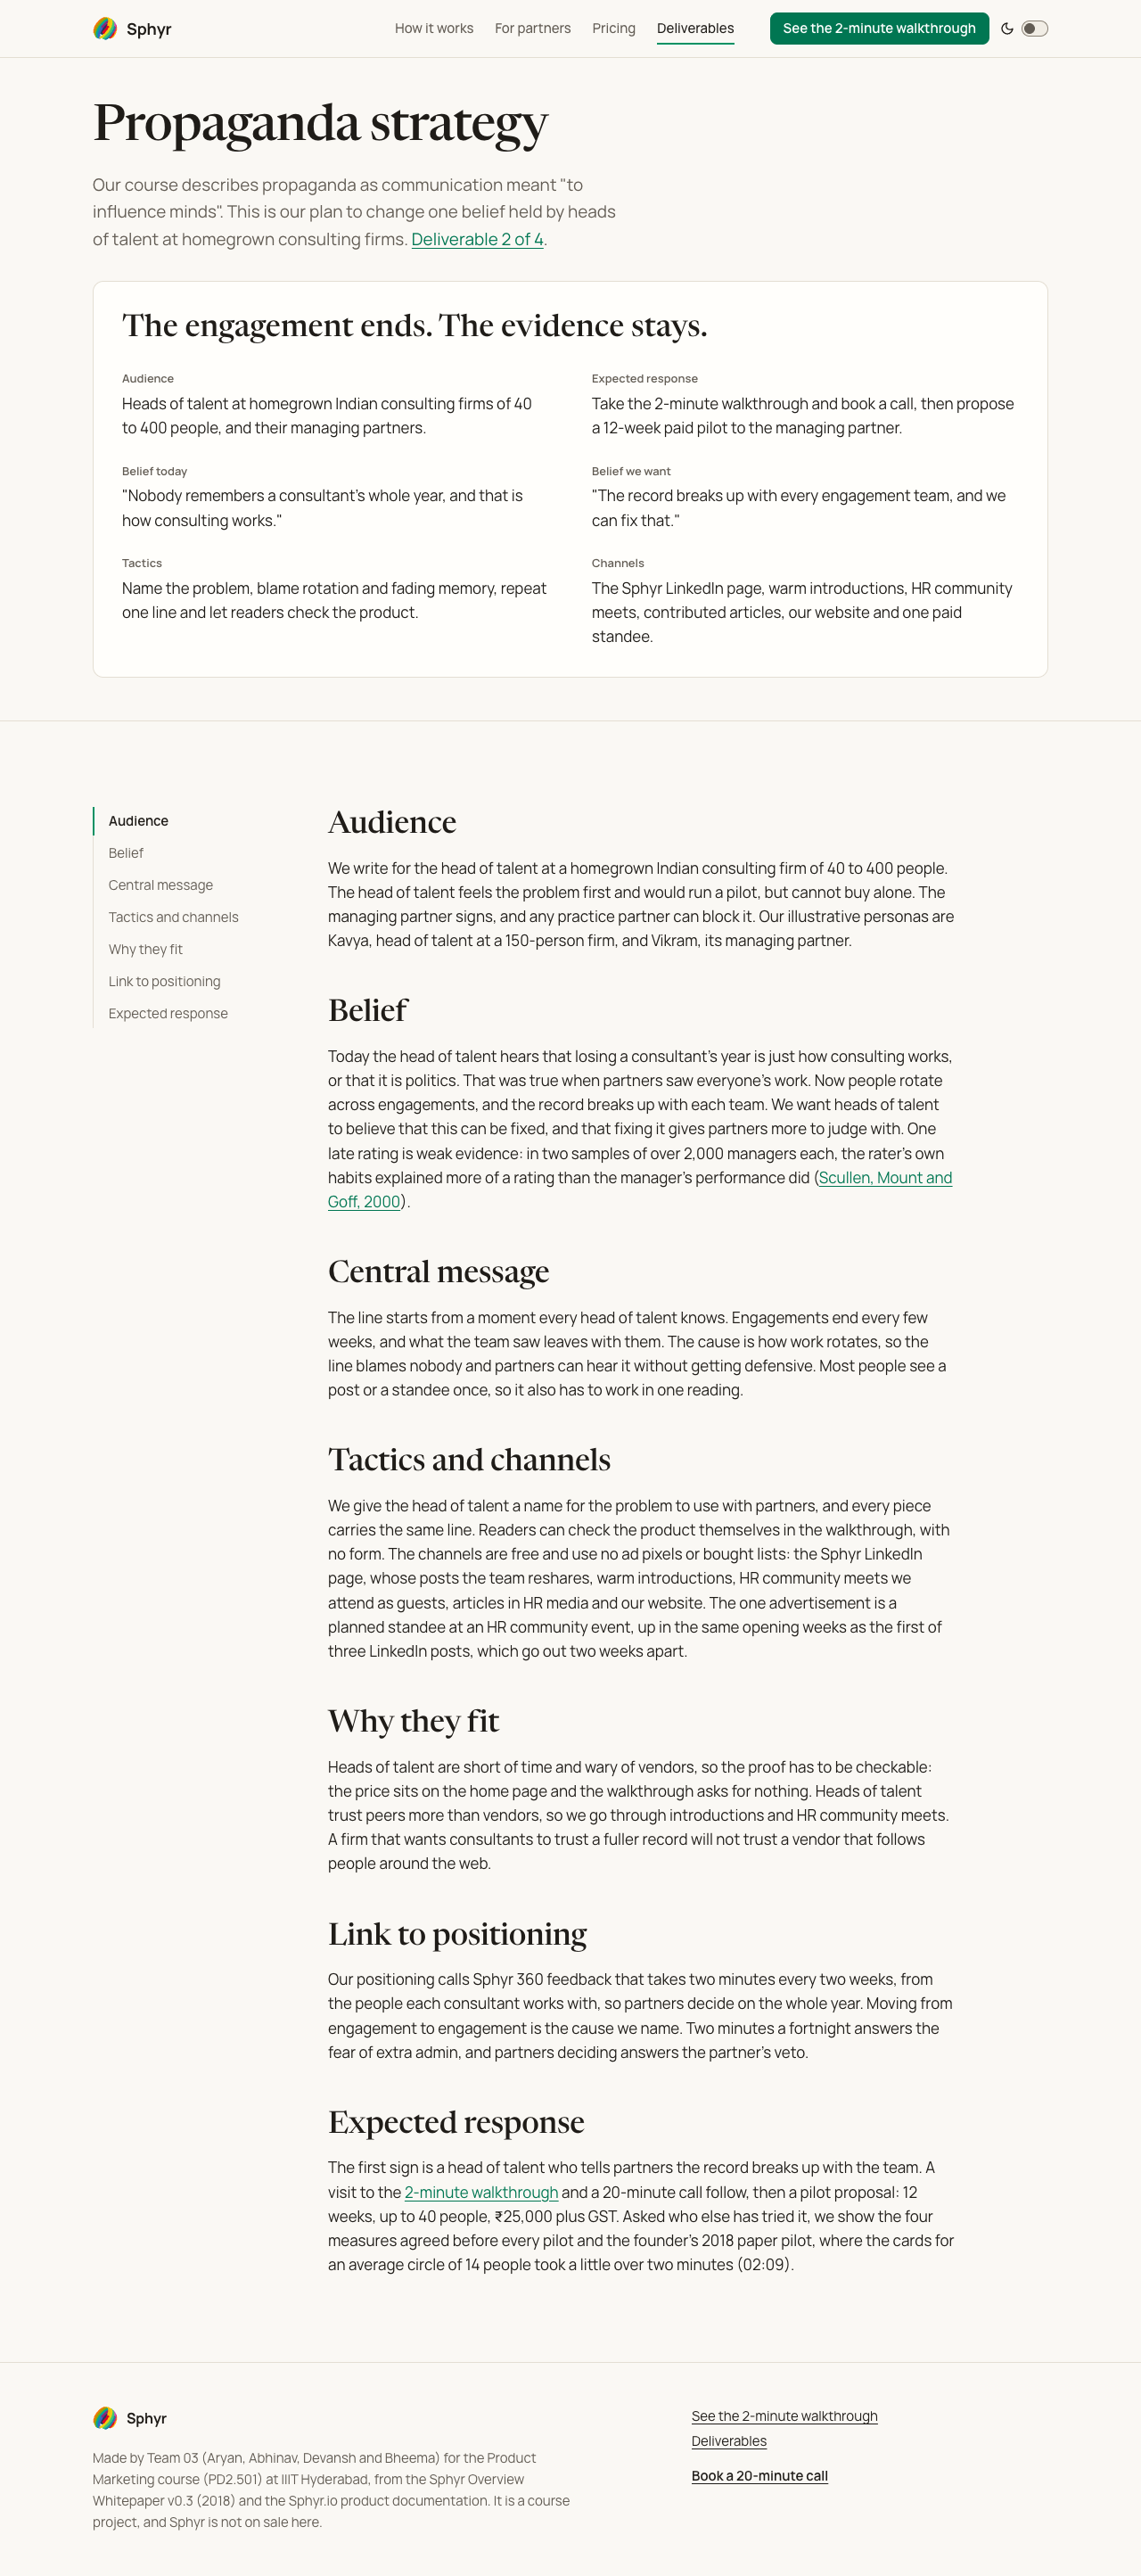 Sphyr
How it works
For partners
Pricing
Deliverables
See the 2-minute walkthrough
Propaganda strategy
Our course describes propaganda as communication meant "to
influence minds". This is our plan to change one belief held by heads
of talent at homegrown consulting firms. Deliverable 2 of 4.
The engagement ends. The evidence stays.
Audience
Heads of talent at homegrown Indian consulting firms of 40
to 400 people, and their managing partners.
Expected response
Take the 2-minute walkthrough and book a call, then propose
a 12-week paid pilot to the managing partner.
Belief today
"Nobody remembers a consultant's whole year, and that is
how consulting works."
Belief we want
"The record breaks up with every engagement team, and we
can fix that."
Tactics
Name the problem, blame rotation and fading memory, repeat
one line and let readers check the product.
Channels
The Sphyr LinkedIn page, warm introductions, HR community
meets, contributed articles, our website and one paid
standee.
Audience
Belief
Central message
Tactics and channels
Why they fit
Link to positioning
Expected response
Audience
We write for the head of talent at a homegrown Indian consulting firm of 40 to 400 people.
The head of talent feels the problem first and would run a pilot, but cannot buy alone. The
managing partner signs, and any practice partner can block it. Our illustrative personas are
Kavya, head of talent at a 150-person firm, and Vikram, its managing partner.
Belief
Today the head of talent hears that losing a consultant's year is just how consulting works,
or that it is politics. That was true when partners saw everyone's work. Now people rotate
across engagements, and the record breaks up with each team. We want heads of talent
to believe that this can be fixed, and that fixing it gives partners more to judge with. One
late rating is weak evidence: in two samples of over 2,000 managers each, the rater's own
habits explained more of a rating than the manager's performance did (Scullen, Mount and
Goff, 2000).
Central message
The line starts from a moment every head of talent knows. Engagements end every few
weeks, and what the team saw leaves with them. The cause is how work rotates, so the
line blames nobody and partners can hear it without getting defensive. Most people see a
post or a standee once, so it also has to work in one reading.
Tactics and channels
We give the head of talent a name for the problem to use with partners, and every piece
carries the same line. Readers can check the product themselves in the walkthrough, with
no form. The channels are free and use no ad pixels or bought lists: the Sphyr LinkedIn
page, whose posts the team reshares, warm introductions, HR community meets we
attend as guests, articles in HR media and our website. The one advertisement is a
planned standee at an HR community event, up in the same opening weeks as the first of
three LinkedIn posts, which go out two weeks apart.
Why they fit
Heads of talent are short of time and wary of vendors, so the proof has to be checkable:
the price sits on the home page and the walkthrough asks for nothing. Heads of talent
trust peers more than vendors, so we go through introductions and HR community meets.
A firm that wants consultants to trust a fuller record will not trust a vendor that follows
people around the web.
Link to positioning
Our positioning calls Sphyr 360 feedback that takes two minutes every two weeks, from
the people each consultant works with, so partners decide on the whole year. Moving from
engagement to engagement is the cause we name. Two minutes a fortnight answers the
fear of extra admin, and partners deciding answers the partner's veto.
Expected response
The first sign is a head of talent who tells partners the record breaks up with the team. A
visit to the 2-minute walkthrough and a 20-minute call follow, then a pilot proposal: 12
weeks, up to 40 people, ₹25,000 plus GST. Asked who else has tried it, we show the four
measures agreed before every pilot and the founder's 2018 paper pilot, where the cards for
an average circle of 14 people took a little over two minutes (02:09).
Sphyr
Made by Team 03 (Aryan, Abhinav, Devansh and Bheema) for the Product
Marketing course (PD2.501) at IIIT Hyderabad, from the Sphyr Overview
Whitepaper v0.3 (2018) and the Sphyr.io product documentation. It is a course
project, and Sphyr is not on sale here.
See the 2-minute walkthrough
Deliverables
Book a 20-minute call